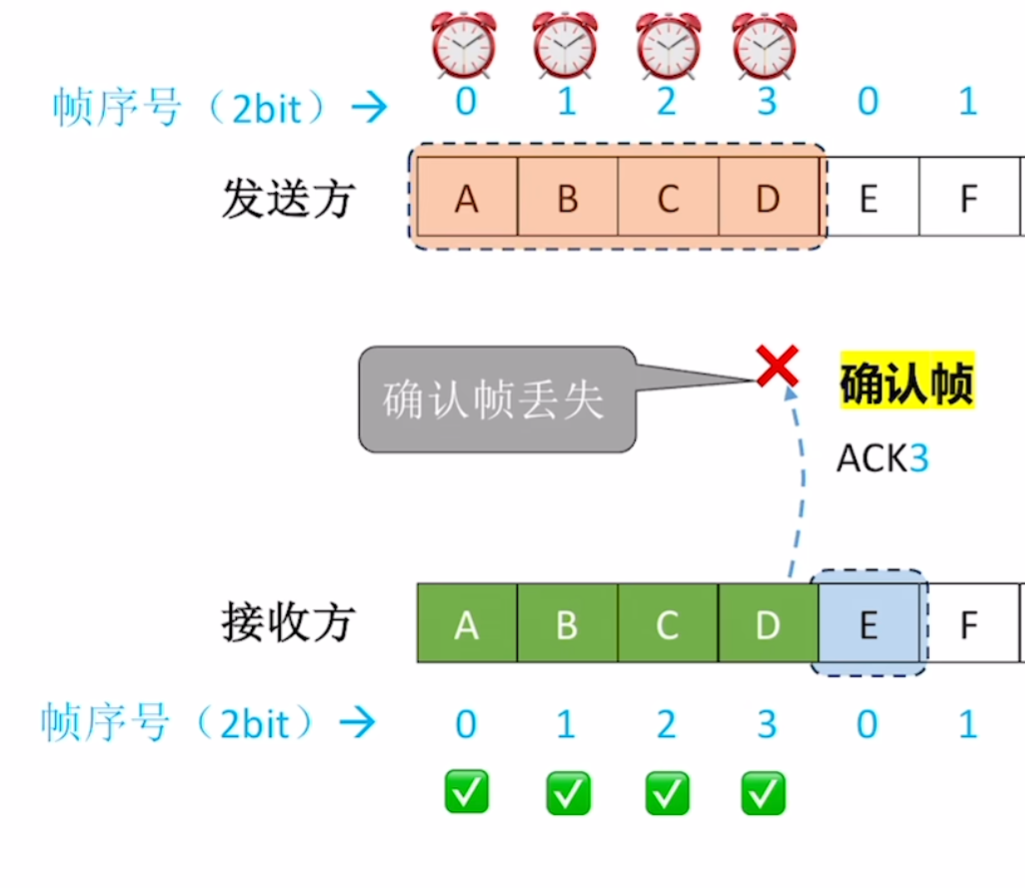 帧序号（2bit）→ 0 1 2 3 0 1
发送方 A B C D E F
确认帧丢失
确认帧
ACK3
接收方 A B C D E F
帧序号（2bit）→ 0 1 2 3 0 1